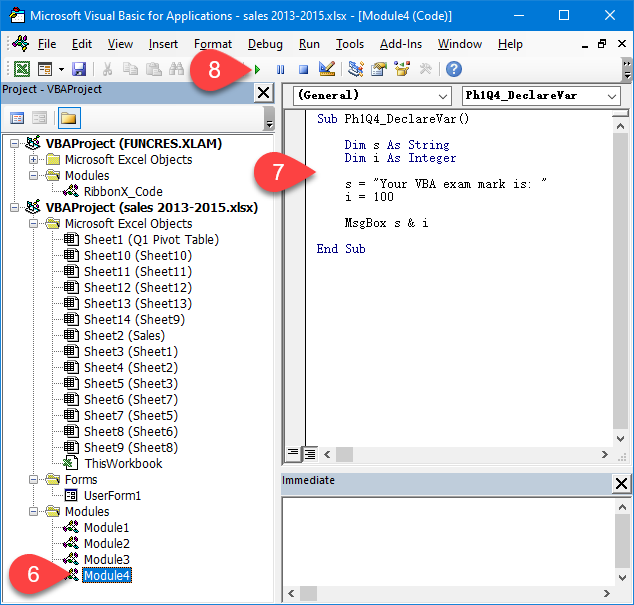 Microsoft Visual Basic for Applications - sales 2013-2015.xlsx - [Module4 (Code)]
File Edit View Insert Format Debug Run Tools Add-Ins Window Help
8
Project - VBAProject
VBAProject (FUNCRES.XLAM)
Microsoft Excel Objects
Modules
RibbonX_Code
VBAProject (sales 2013-2015.xlsx)
Microsoft Excel Objects
Sheet1 (Q1 Pivot Table)
Sheet10 (Sheet10)
Sheet11 (Sheet11)
Sheet12 (Sheet12)
Sheet13 (Sheet13)
Sheet14 (Sheet9)
Sheet2 (Sales)
Sheet3 (Sheet1)
Sheet4 (Sheet2)
Sheet5 (Sheet3)
Sheet6 (Sheet7)
Sheet7 (Sheet5)
Sheet8 (Sheet6)
Sheet9 (Sheet8)
ThisWorkbook
Forms
UserForm1
Modules
Module1
Module2
Module3
6
Module4
(General)
Ph1Q4_DeclareVar
Sub Ph1Q4_DeclareVar()
Dim s As String
Dim i As Integer
7
s = "Your VBA exam mark is: "
i = 100
MsgBox s & i
End Sub
Immediate